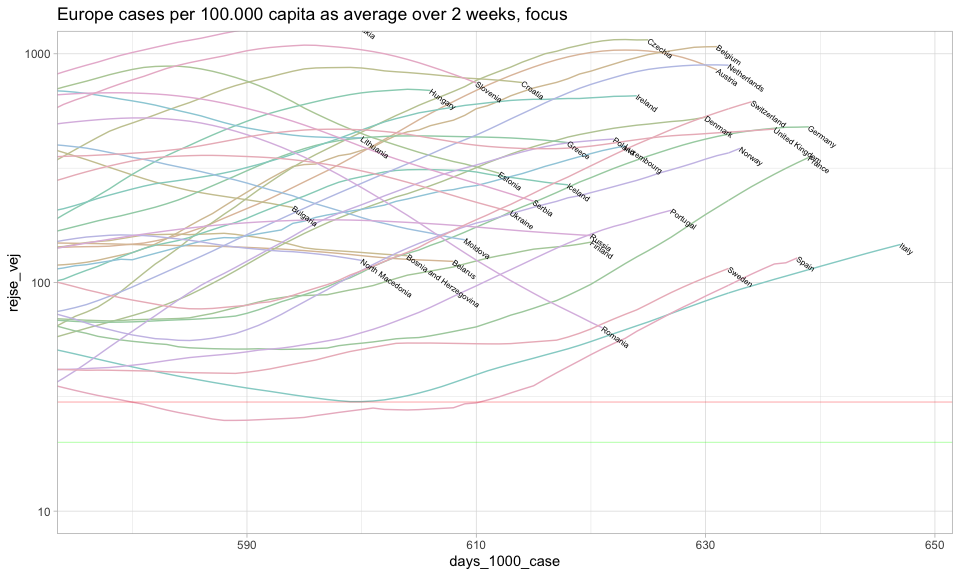 Europe cases per 100.000 capita as average over 2 weeks, focus
1000
100
10
rejse_vej
590
610
630
650
days_1000_case
Czechia
Belgium
Netherlands
Austria
Slovenia
Croatia
Hungary
Ireland
Switzerland
Denmark
Germany
United Kingdom
France
Lithuania
Greece
Poland
Luxembourg
Norway
Estonia
Iceland
Serbia
Bulgaria
Ukraine
Portugal
Moldova
Russia
Finland
Italy
North Macedonia
Bosnia and Herzegovina
Belarus
Spain
Sweden
Romania